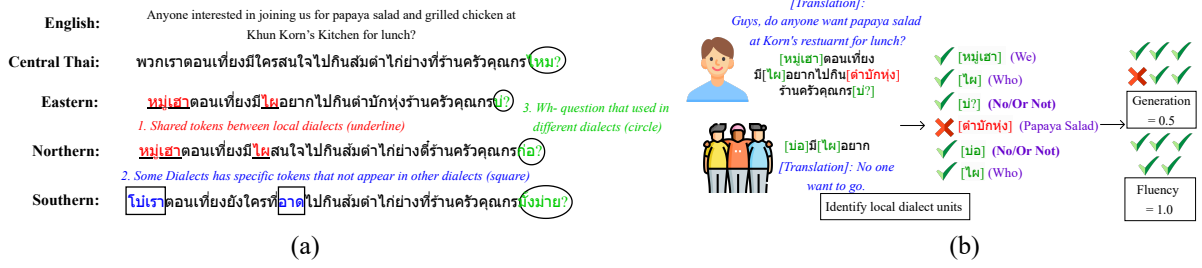 English:
Anyone interested in joining us for papaya salad and grilled chicken at
Khun Korn's Kitchen for lunch?
Central Thai:
พวกเราตอนเที่ยงมีใครสนใจไปกินส้มตำไก่ย่างที่ร้านครัวคุณกรไหม?
Eastern:
หมู่เฮาตอนเที่ยงมีไผอยากไปกินตำบักหุ่งร้านครัวคุณกรบ่?
1. Shared tokens between local dialects (underline)
3. Wh- question that used in
different dialects (circle)
Northern:
หมู่เฮาตอนเที่ยงมีไผสนใจไปกินส้มตำไก่ย่างตี้ร้านครัวคุณกรก่อ?
2. Some Dialects has specific tokens that not appear in other dialects (square)
Southern:
โบ่เราตอนเที่ยงยังใครที่อาดไปกินส้มตำไก่ย่างที่ร้านครัวคุณกรมั้งม่าย?
(a)
[Translation]:
Guys, do anyone want papaya salad
at Korn's restuarnt for lunch?
[หมู่เฮา]ตอนเที่ยง
มี[ไผ]อยากไปกิน[ตำบักหุ่ง]
ร้านครัวคุณกร[บ่?]
[บ่อ]มี[ไผ]อยาก
[Translation]: No one
want to go.
Identify local dialect units
[หมู่เฮา] (We)
[ไผ] (Who)
[บ่?] (No/Or Not)
[ตำบักหุ่ง] (Papaya Salad)
[บ่อ] (No/Or Not)
[ไผ] (Who)
Generation
= 0.5
Fluency
= 1.0
(b)